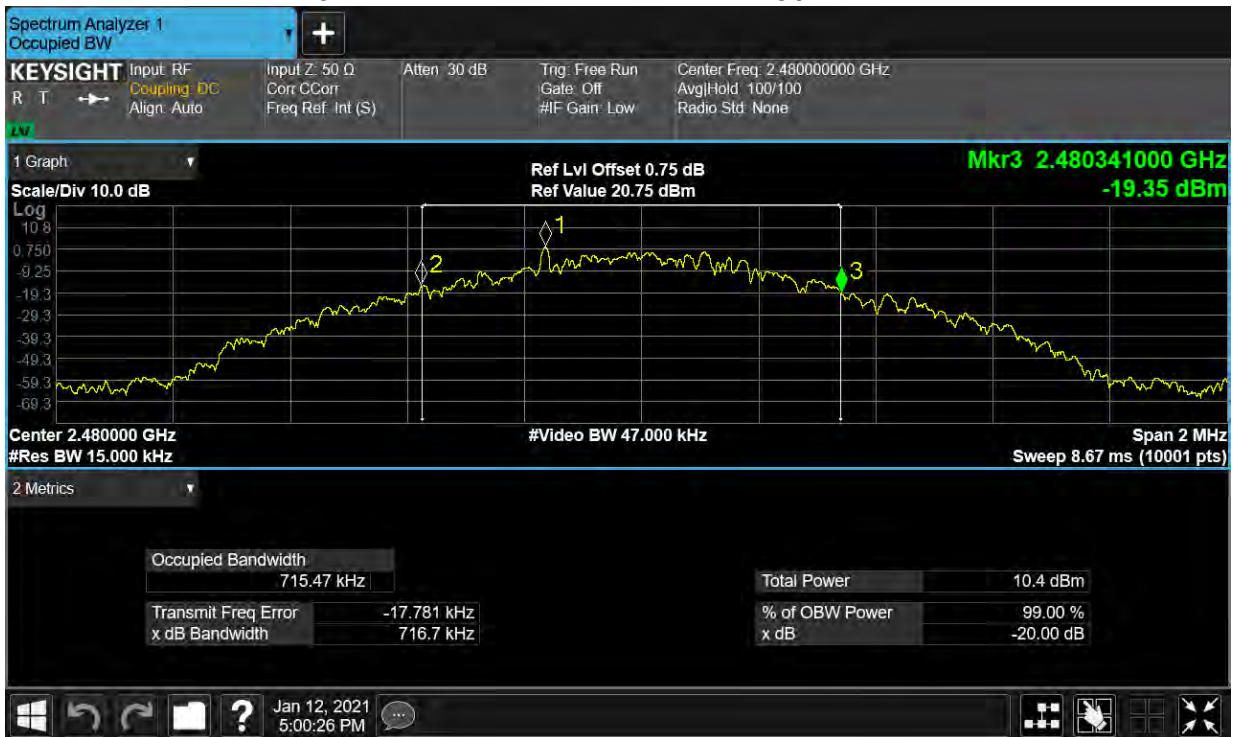 Spectrum Analyzer 1
Occupied BW
+
KEYSIGHT Input: RF Input Z: 50 Ω Atten: 30 dB Trig: Free Run Center Freq: 2.480000000 GHz
R T Coupling: DC Corr CCorr Gate: Off Avg|Hold: 100/100
Align: Auto Freq Ref: Int (S) #IF Gain: Low Radio Std: None
LXI
1 Graph Ref Lvl Offset 0.75 dB Mkr3 2.480341000 GHz
Scale/Div 10.0 dB Ref Value 20.75 dBm -19.35 dBm
Log
10.8
0.750
-9.25
-19.3
-29.3
-39.3
-49.3
-59.3
-69.3
1
2
3
Center 2.480000 GHz #Video BW 47.000 kHz Span 2 MHz
#Res BW 15.000 kHz Sweep 8.67 ms (10001 pts)
2 Metrics
Occupied Bandwidth
715.47 kHz Total Power 10.4 dBm
Transmit Freq Error -17.781 kHz % of OBW Power 99.00 %
x dB Bandwidth 716.7 kHz x dB -20.00 dB
? Jan 12, 2021
5:00:26 PM